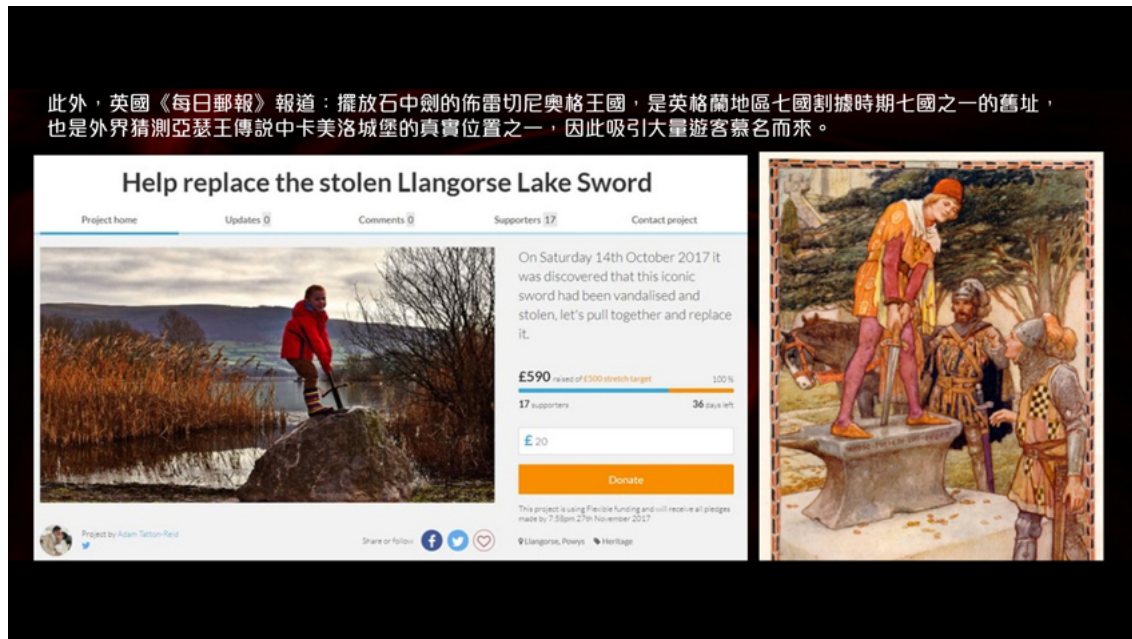 此外，英國《每日郵報》報道：擺放石中劍的佈雷切尼奧格王國，是英格蘭地區七國割據時期七國之一的舊址，
也是外界猜測亞瑟王傳說中卡美洛城堡的真實位置之一，因此吸引大量遊客慕名而來。
Help replace the stolen Llangorse Lake Sword
Project home Updates 0 Comments 0 Supporters 17 Contact project
On Saturday 14th October 2017 it
was discovered that this iconic
sword had been vandalised and
stolen, let's pull together and replace
it.
£590 raised of £500 stretch target 100 %
17 supporters 36 days left
£ 20
Donate
This project is using Flexible funding and will receive all pledges
made by 7:58pm 27th November 2017
Project by Adam Tatton-Reid
Share or follow
Llangorse, Powys Heritage